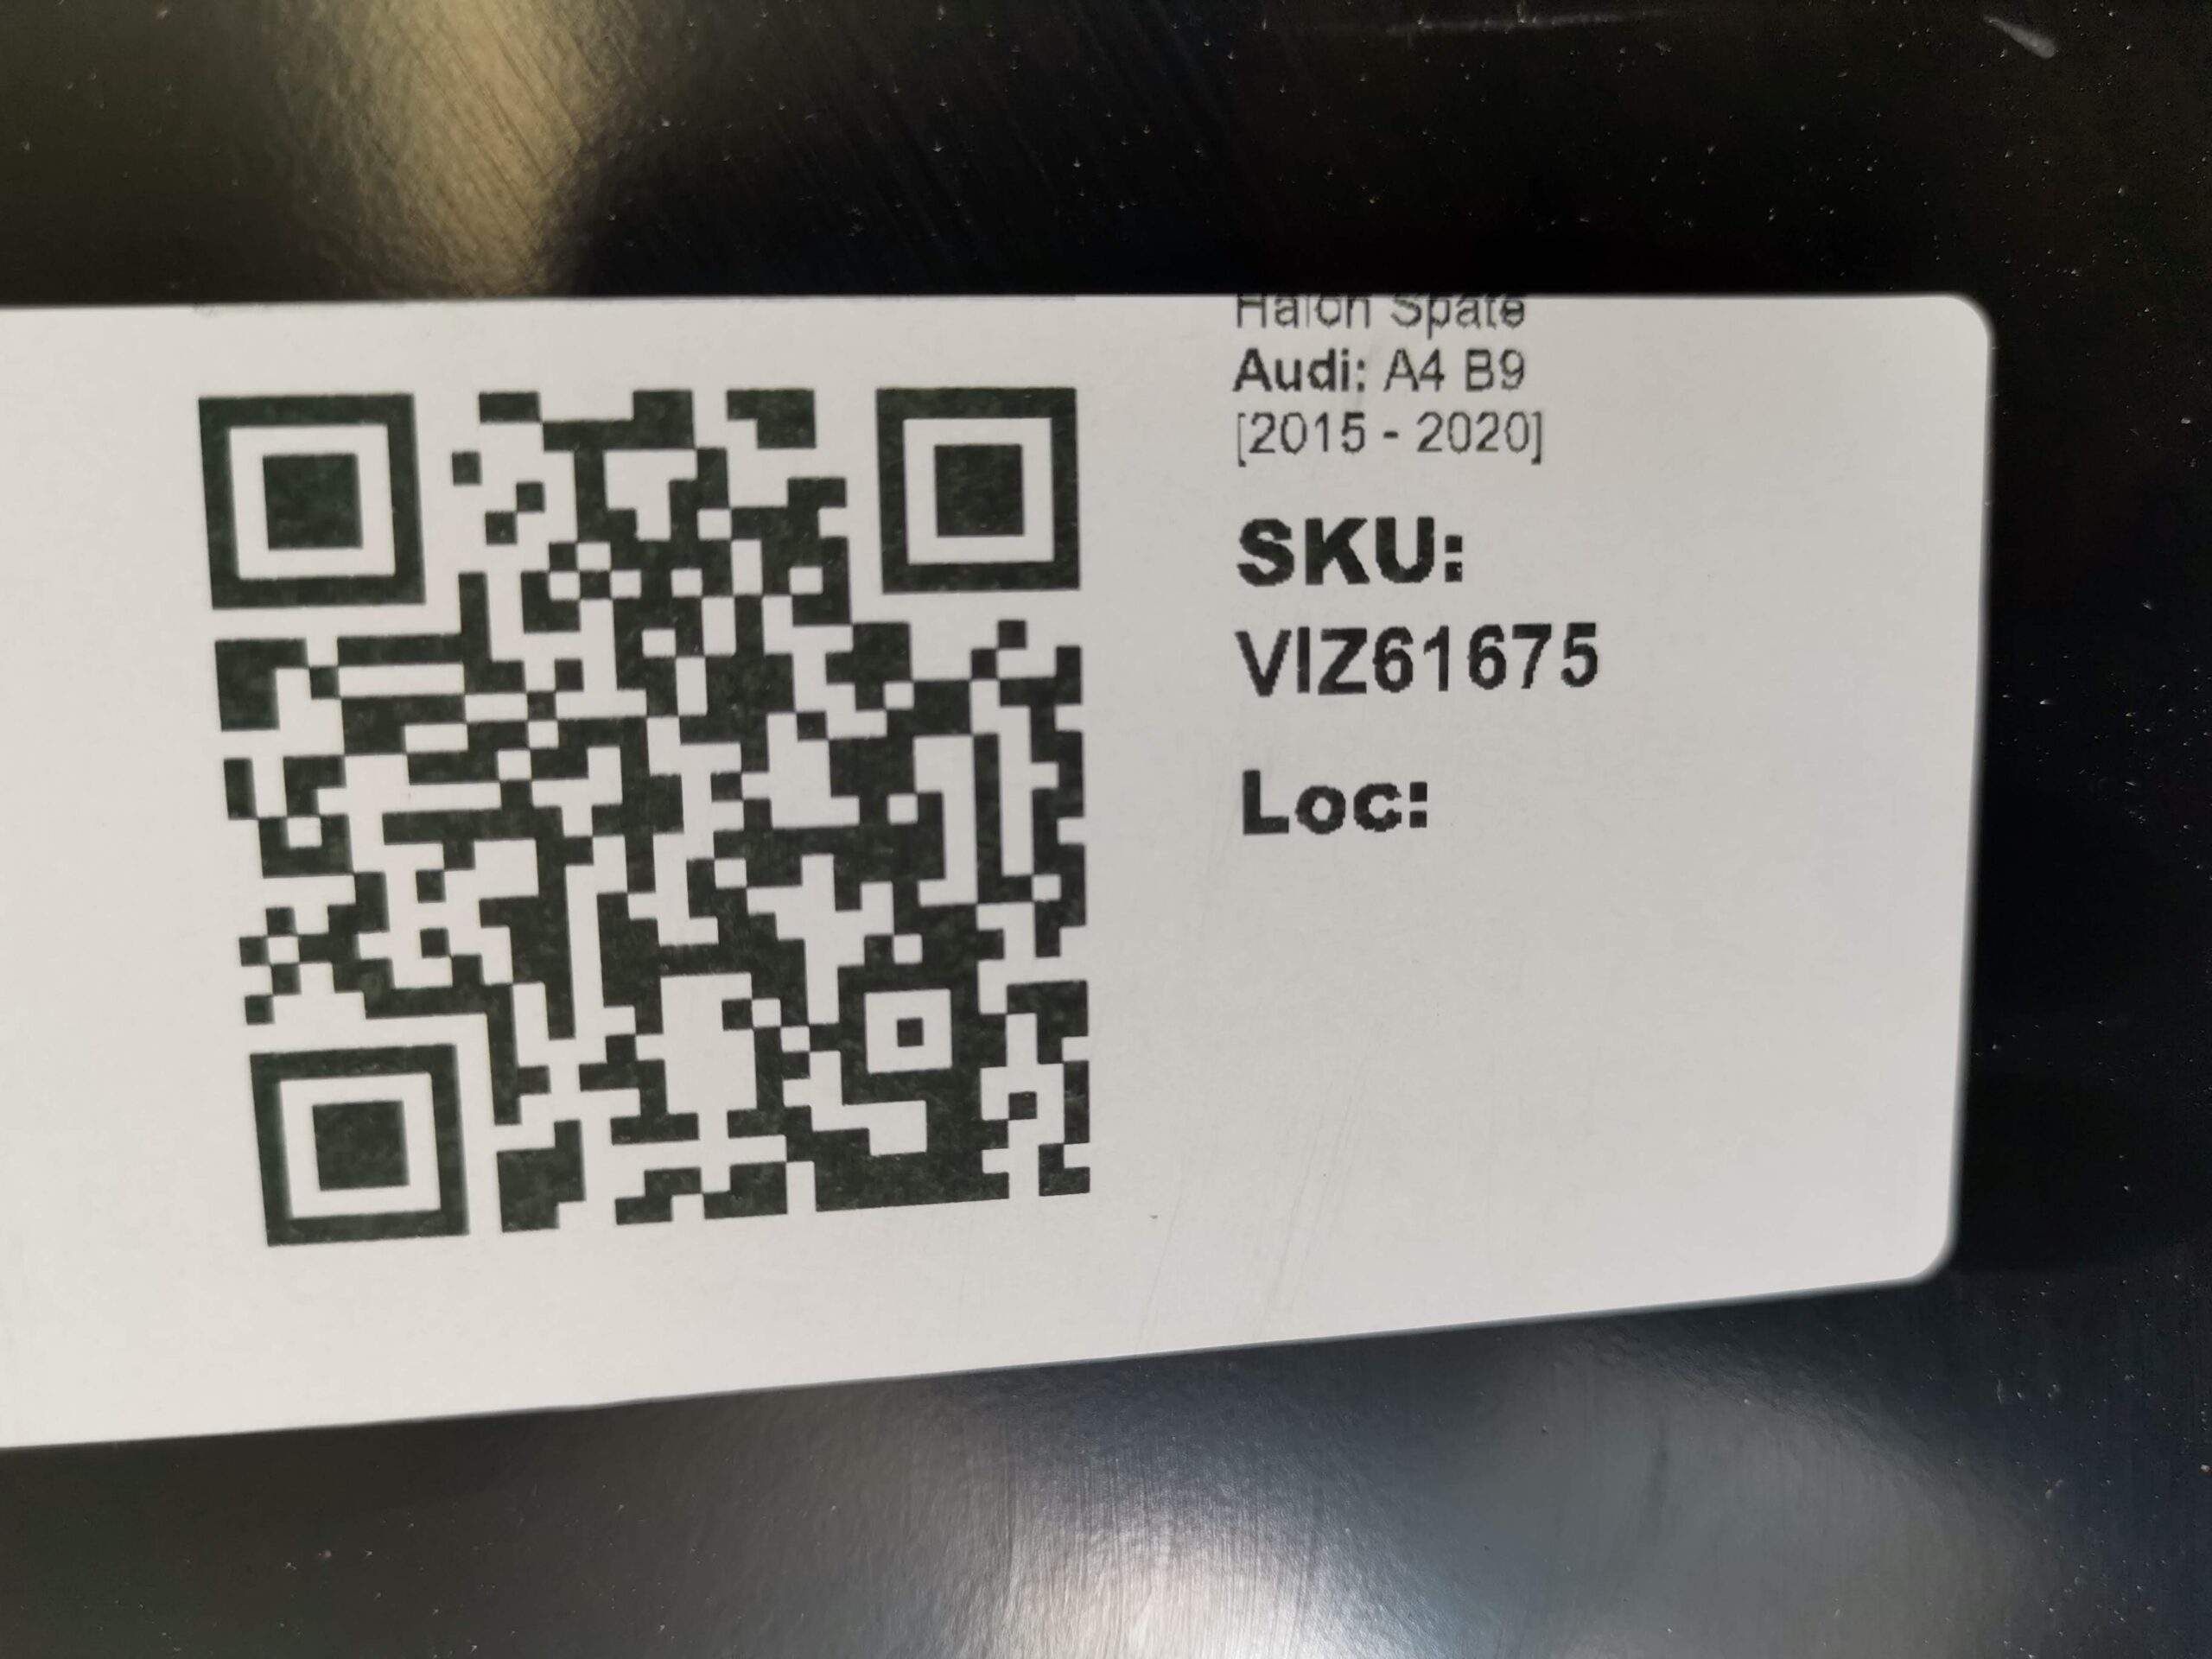 Haion Spate
Audi: A4 B9
[2015 - 2020]
SKU:
VIZ61675
Loc: